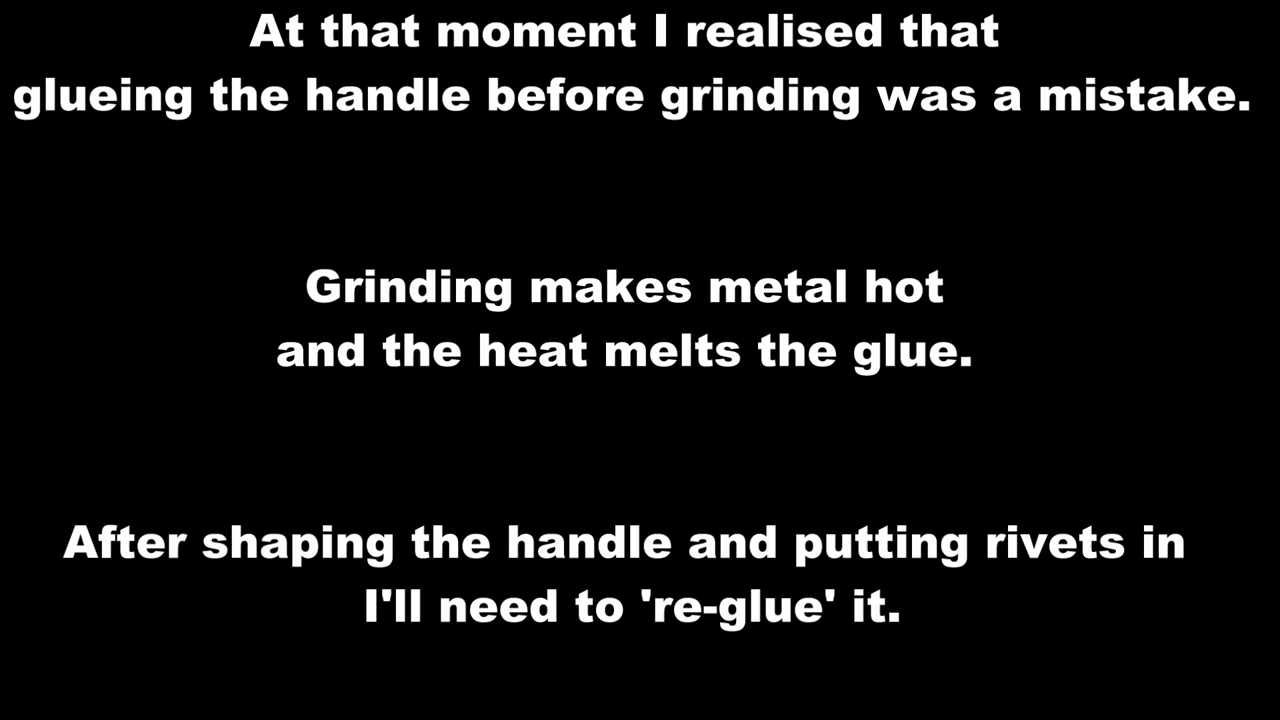 At that moment I realised that
glueing the handle before grinding was a mistake.
Grinding makes metal hot
and the heat melts the glue.
After shaping the handle and putting rivets in
I'll need to 're-glue' it.